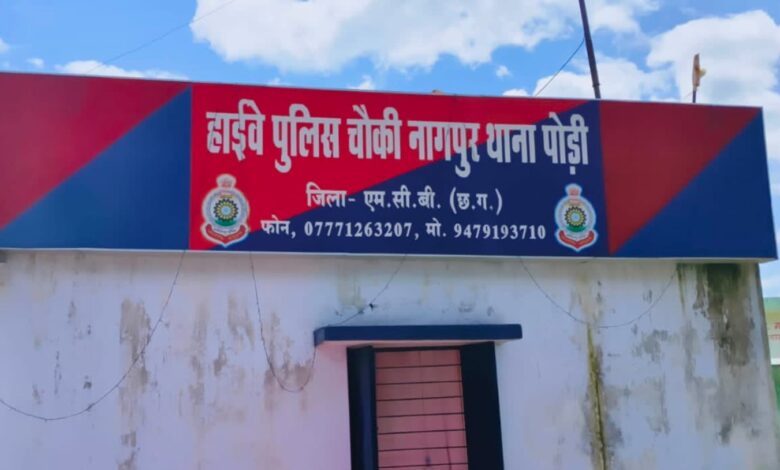 हाईवे पुलिस चौकी नागपुर थाना पोड़ी
जिला- एम.सी.बी. (छ.ग.)
फोन, 07771263207, मो. 9479193710